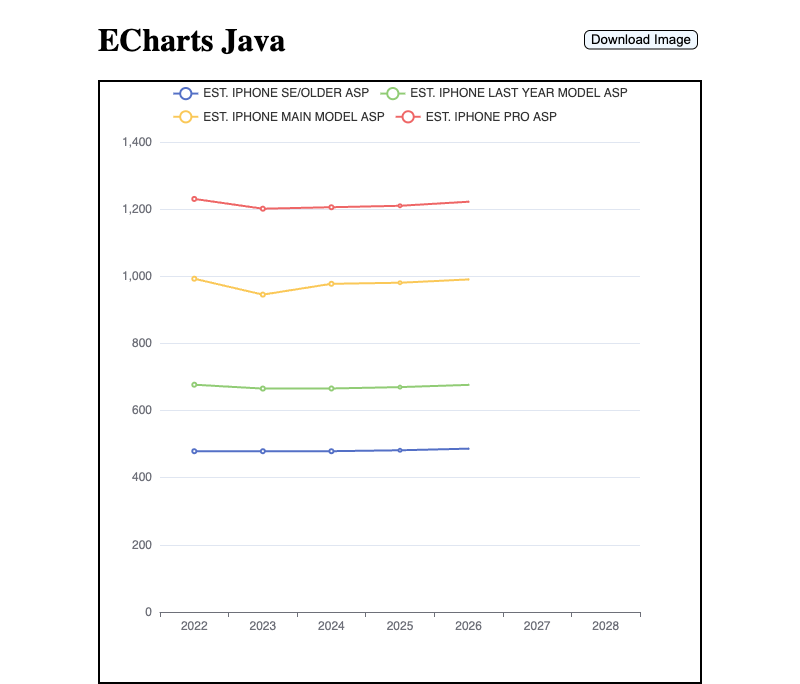 ECharts Java
Download Image
EST. IPHONE SE/OLDER ASP EST. IPHONE LAST YEAR MODEL ASP
EST. IPHONE MAIN MODEL ASP EST. IPHONE PRO ASP
1,400
1,200
1,000
800
600
400
200
0
2022 2023 2024 2025 2026 2027 2028